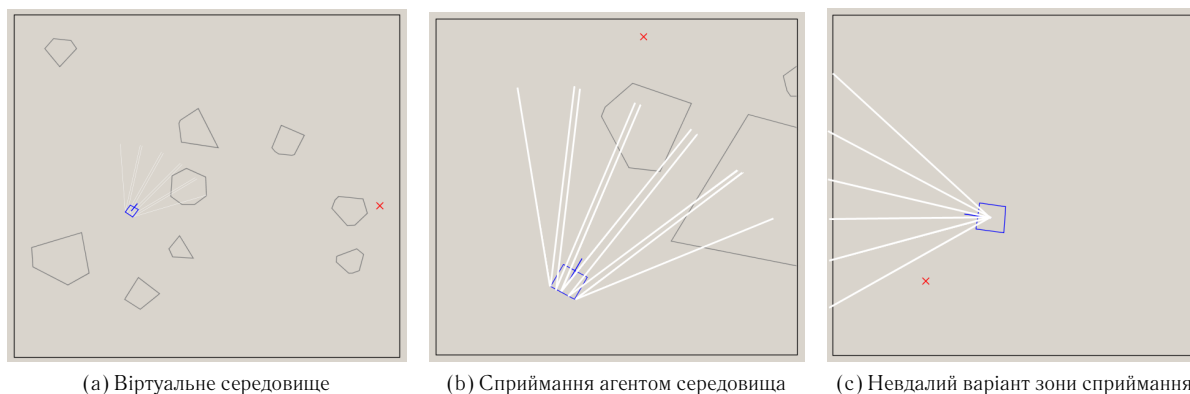 (a) Віртуальне середовище
(b) Сприймання агентом середовища
(c) Невдалий варіант зони сприймання